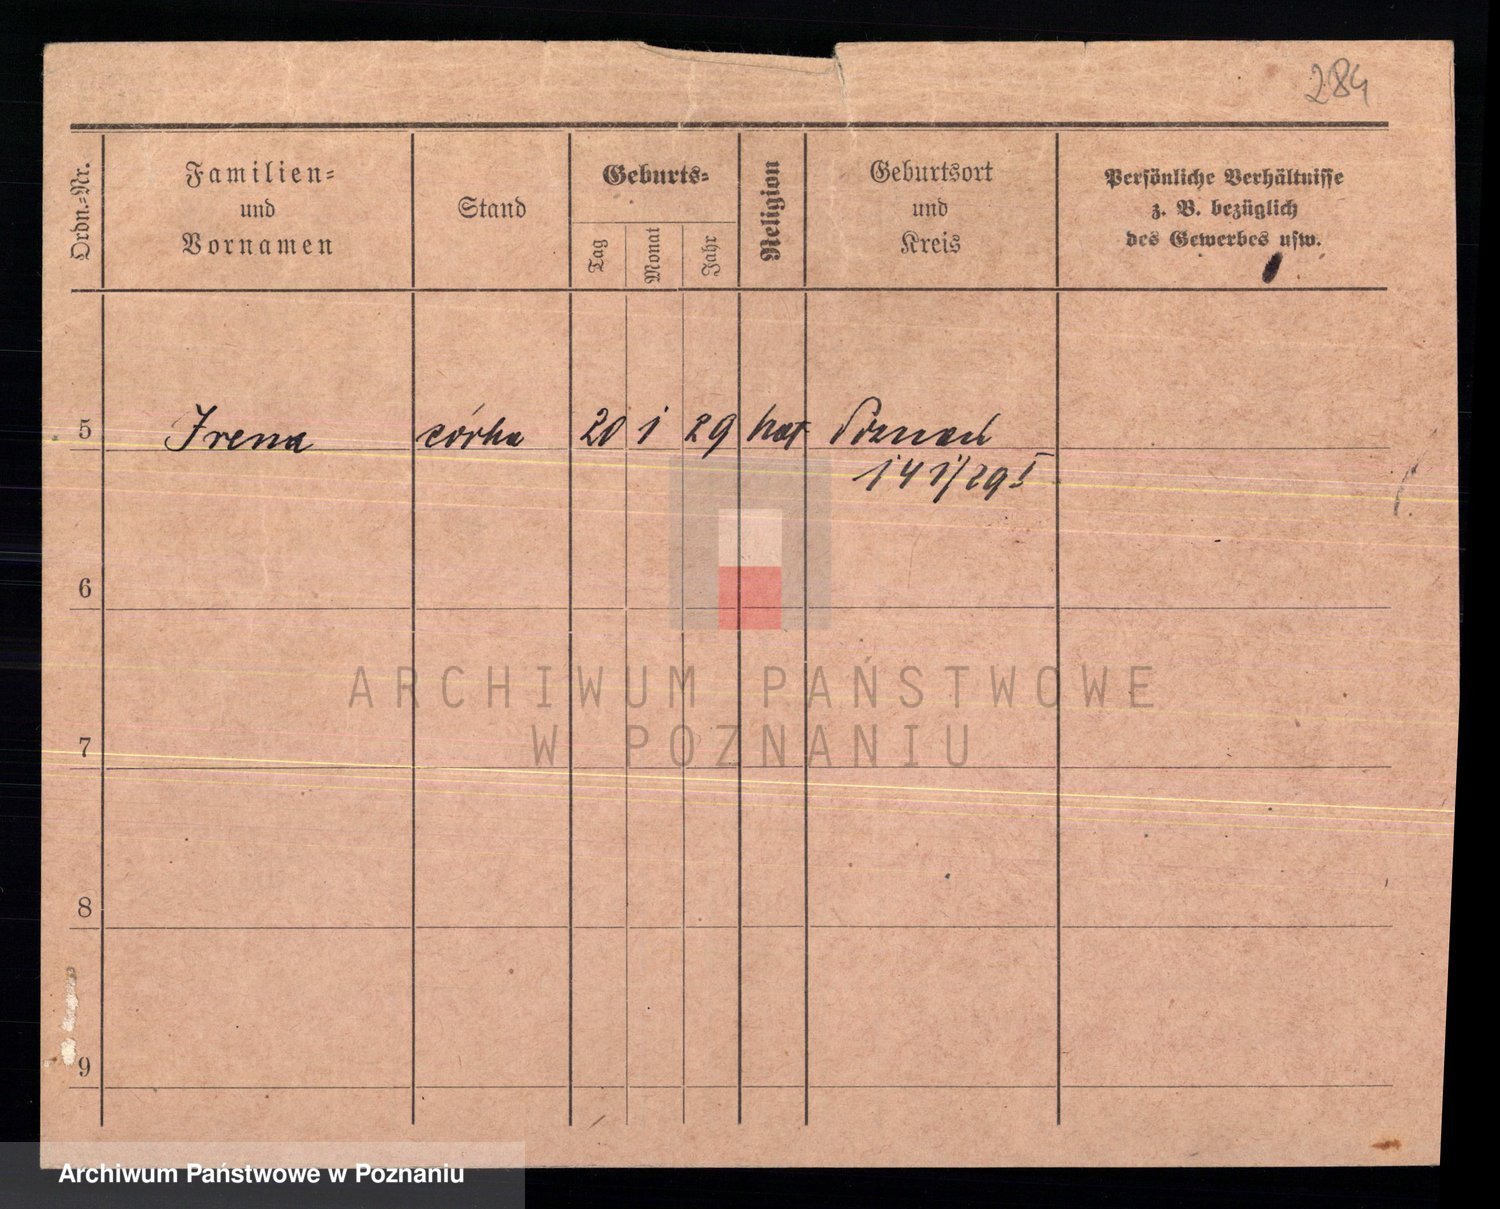 284
Ordn.-Nr.
Familien-
und
Vornamen
Stand
Geburts-
Tag
Monat
Jahr
Religion
Geburtsort
und
Kreis
Persönliche Verhältnisse
z. B. bezüglich
des Gewerbes usw.
5 Irena córka 20 1 29 kat Poznań
141/29 I
6
7
8
9
ARCHIWUM PAŃSTWOWE
W POZNANIU
Archiwum Państwowe w Poznaniu